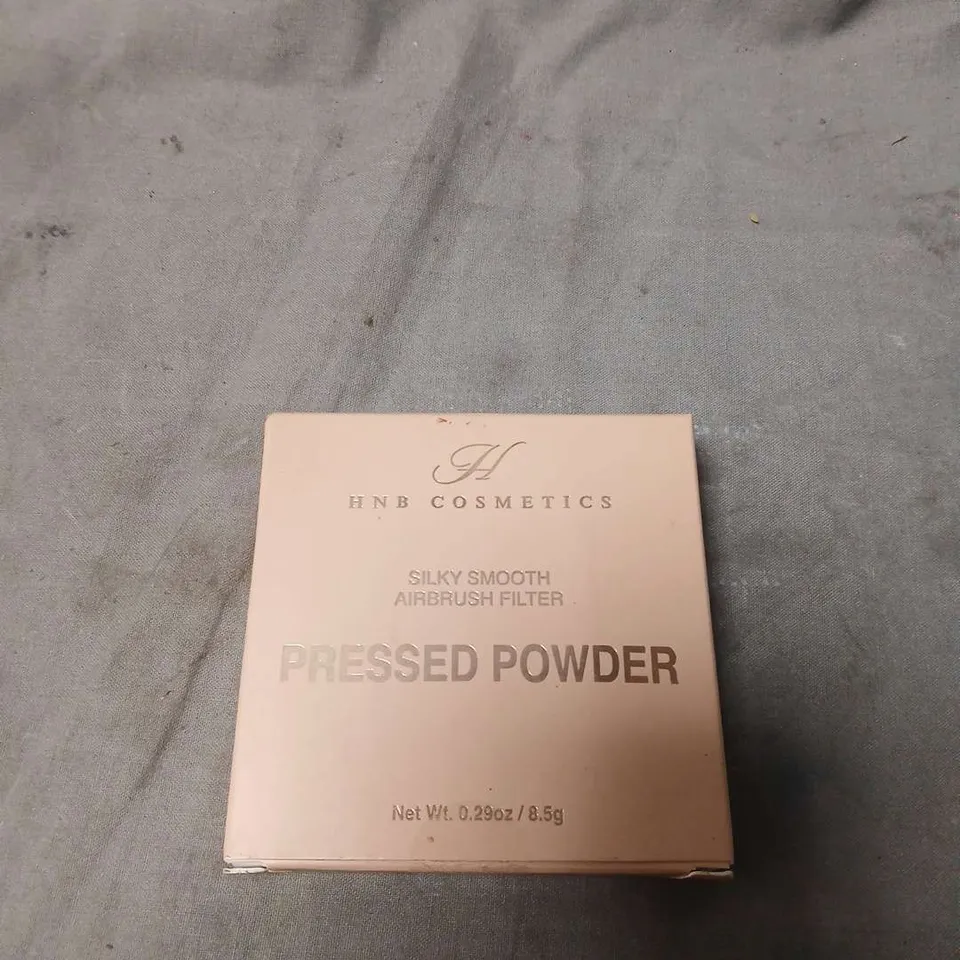 H
HNB COSMETICS
SILKY SMOOTH
AIRBRUSH FILTER
PRESSED POWDER
Net Wt. 0.29oz / 8.5g